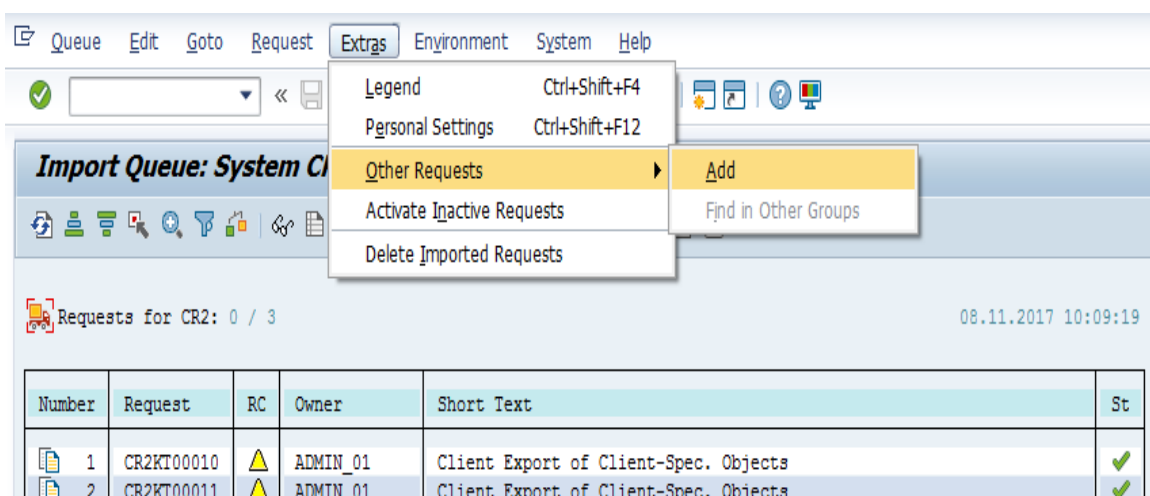 Queue Edit Goto Request Extras Environment System Help
Legend Ctrl+Shift+F4
Personal Settings Ctrl+Shift+F12
Import Queue: System
Other Requests Add
Activate Inactive Requests Find in Other Groups
Delete Imported Requests
Requests for CR2: 0 / 3 08.11.2017 10:09:19
Number Request RC Owner Short Text St
1 CR2KT00010 ADMIN_01 Client Export of Client-Spec. Objects
2 CR2KT00011 ADMIN_01 Client Export of Client-Spec. Objects